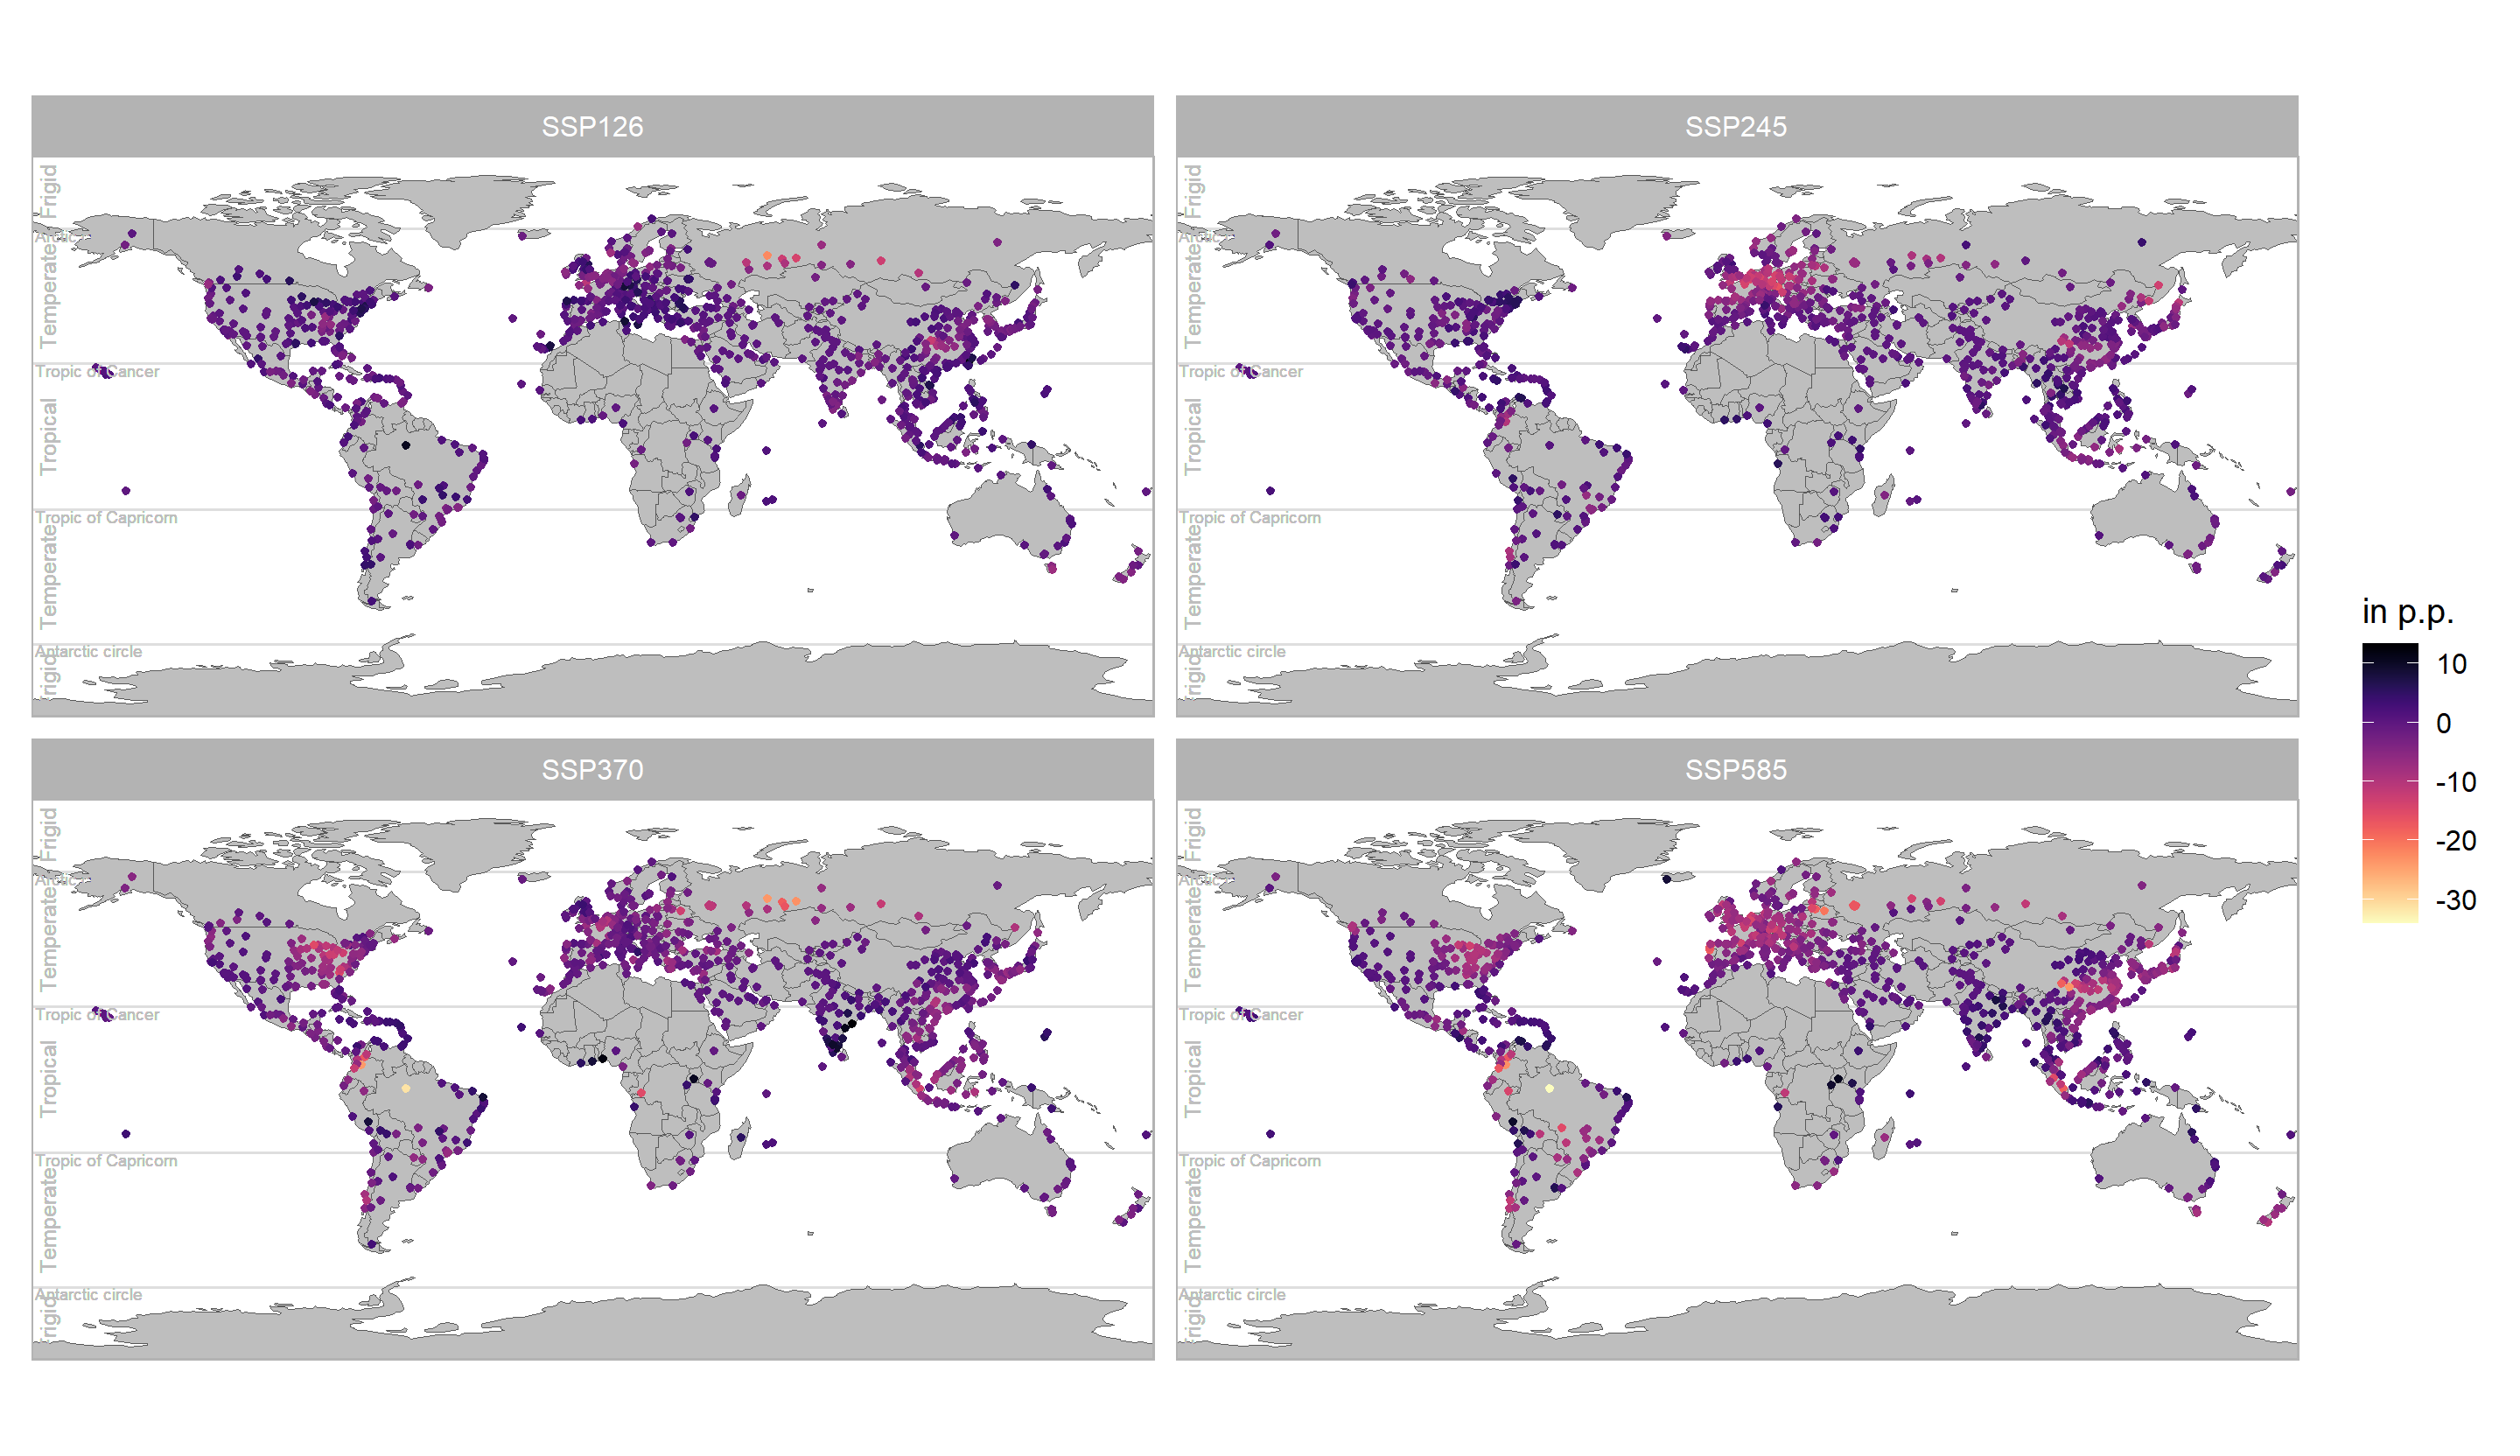 SSP126
Frigid
Arctic
Temperate
Tropic of Cancer
Tropical
Tropic of Capricorn
Temperate
Antarctic circle
Frigid
SSP245
Frigid
Arctic
Temperate
Tropic of Cancer
Tropical
Tropic of Capricorn
Temperate
Antarctic circle
Frigid
SSP370
Frigid
Arctic
Temperate
Tropic of Cancer
Tropical
Tropic of Capricorn
Temperate
Antarctic circle
Frigid
SSP585
Frigid
Arctic
Temperate
Tropic of Cancer
Tropical
Tropic of Capricorn
Temperate
Antarctic circle
Frigid
in p.p.
10
0
-10
-20
-30